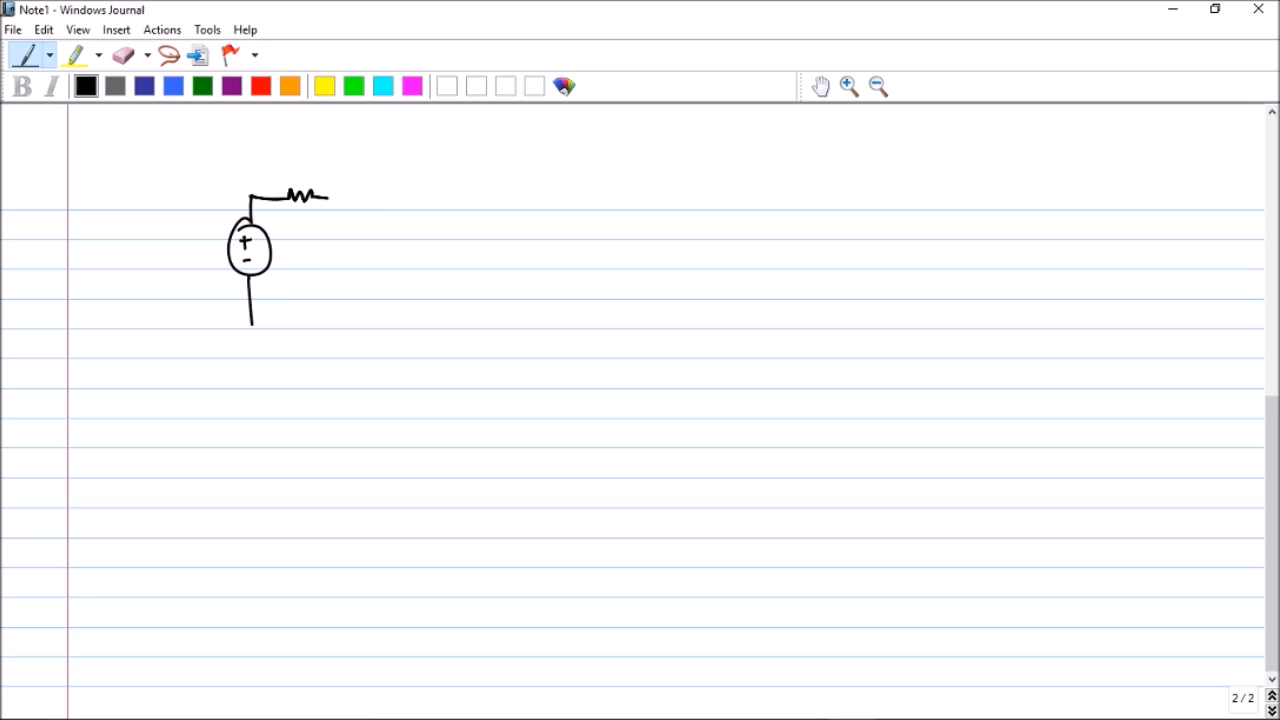 Note1 - Windows Journal
File Edit View Insert Actions Tools Help
B I
+
-
2 / 2